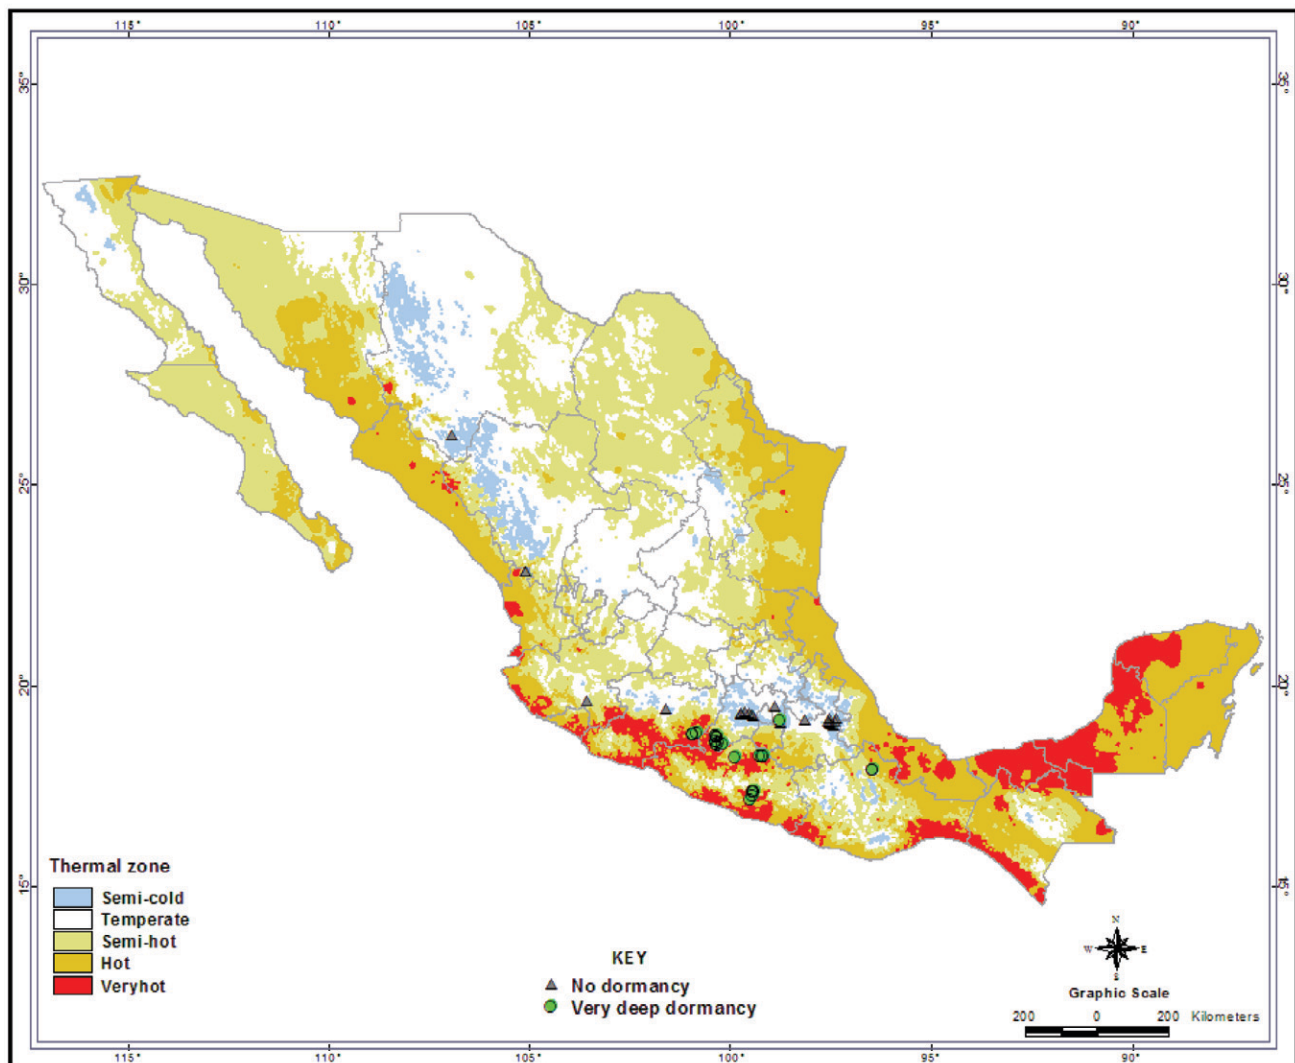 115° 110° 105° 100° 95° 90°
35° 35°
30° 30°
25° 25°
20° 20°
15° 15°
Thermal zone
Semi-cold
Temperate
Semi-hot
Hot
Veryhot
KEY
No dormancy
Very deep dormancy
N
W E
S
Graphic Scale
200 0 200 Kilometers
115° 110° 105° 100° 95° 90°